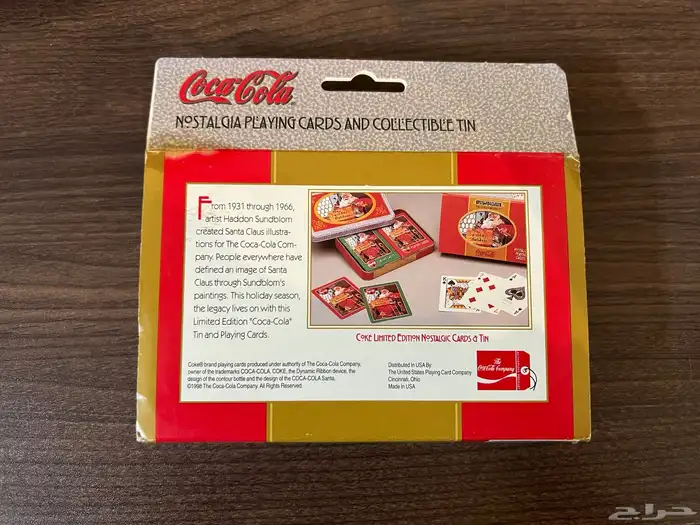 Coca-Cola
NOSTALGIA PLAYING CARDS AND COLLECTIBLE TIN
From 1931 through 1966,
artist Haddon Sundblom
created Santa Claus illustra-
tions for The Coca-Cola Com-
pany. People everywhere have
defined an image of Santa
Claus through Sundblom's
paintings. This holiday season,
the legacy lives on with this
Limited Edition "Coca-Cola"
Tin and Playing Cards.
COKE LIMITED EDITION NOSTALGIC CARDS & TIN
Coke® brand playing cards produced under authority of The Coca-Cola Company,
owner of the trademarks COCA-COLA, COKE, the Dynamic Ribbon device, the
design of the contour bottle and the design of the COCA-COLA Santa.
©1998 The Coca-Cola Company. All Rights Reserved.
Distributed in USA By
The United States Playing Card Company
Cincinnati, Ohio
Made in USA
The
Coca-Cola Company
حراج